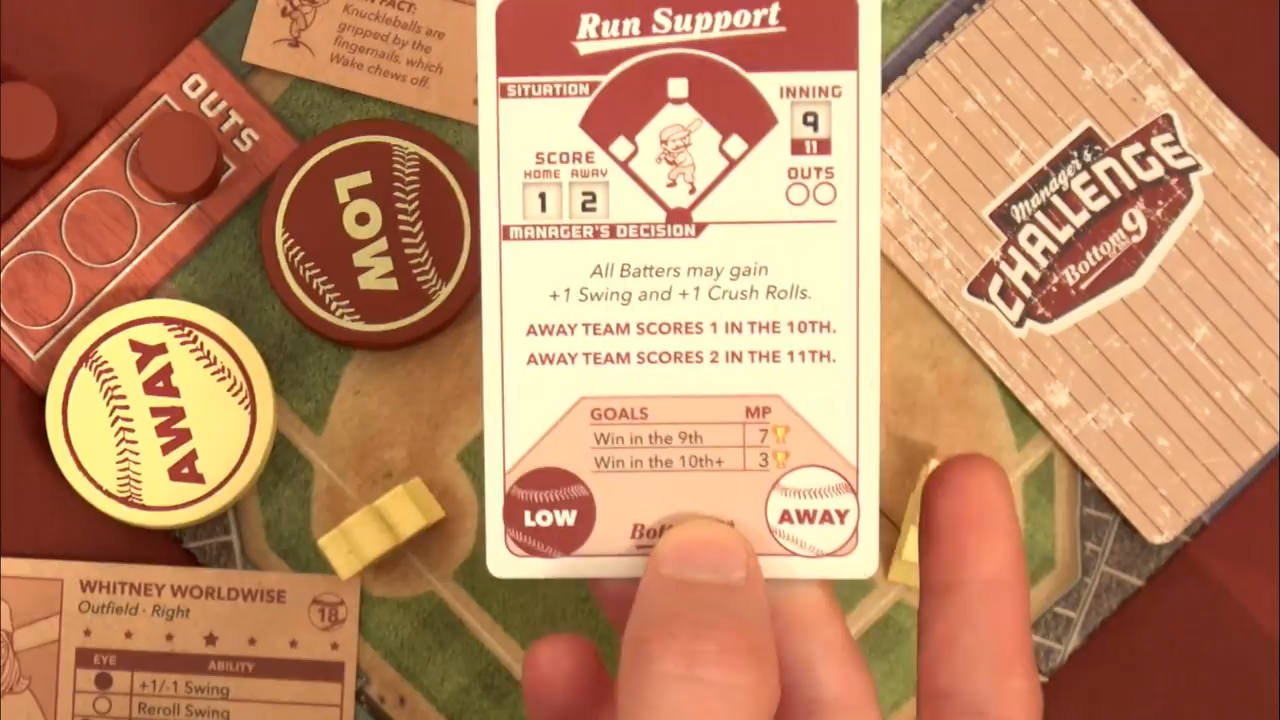 FACT:
Knuckleballs are
gripped by the
fingernails, which
Wake chews off.
OUTS
LOW
AWAY
Run Support
SITUATION
INNING
9
11
SCORE
HOME AWAY
1 2
OUTS
MANAGER'S DECISION
All Batters may gain
+1 Swing and +1 Crush Rolls.
AWAY TEAM SCORES 1 IN THE 10TH.
AWAY TEAM SCORES 2 IN THE 11TH.
GOALS MP
Win in the 9th 7
Win in the 10th+ 3
LOW
AWAY
Manager's
CHALLENGE
Bottom
of the
9th
WHITNEY WORLDWISE
18
Outfield · Right
EYE ABILITY
+1/-1 Swing
Reroll Swing